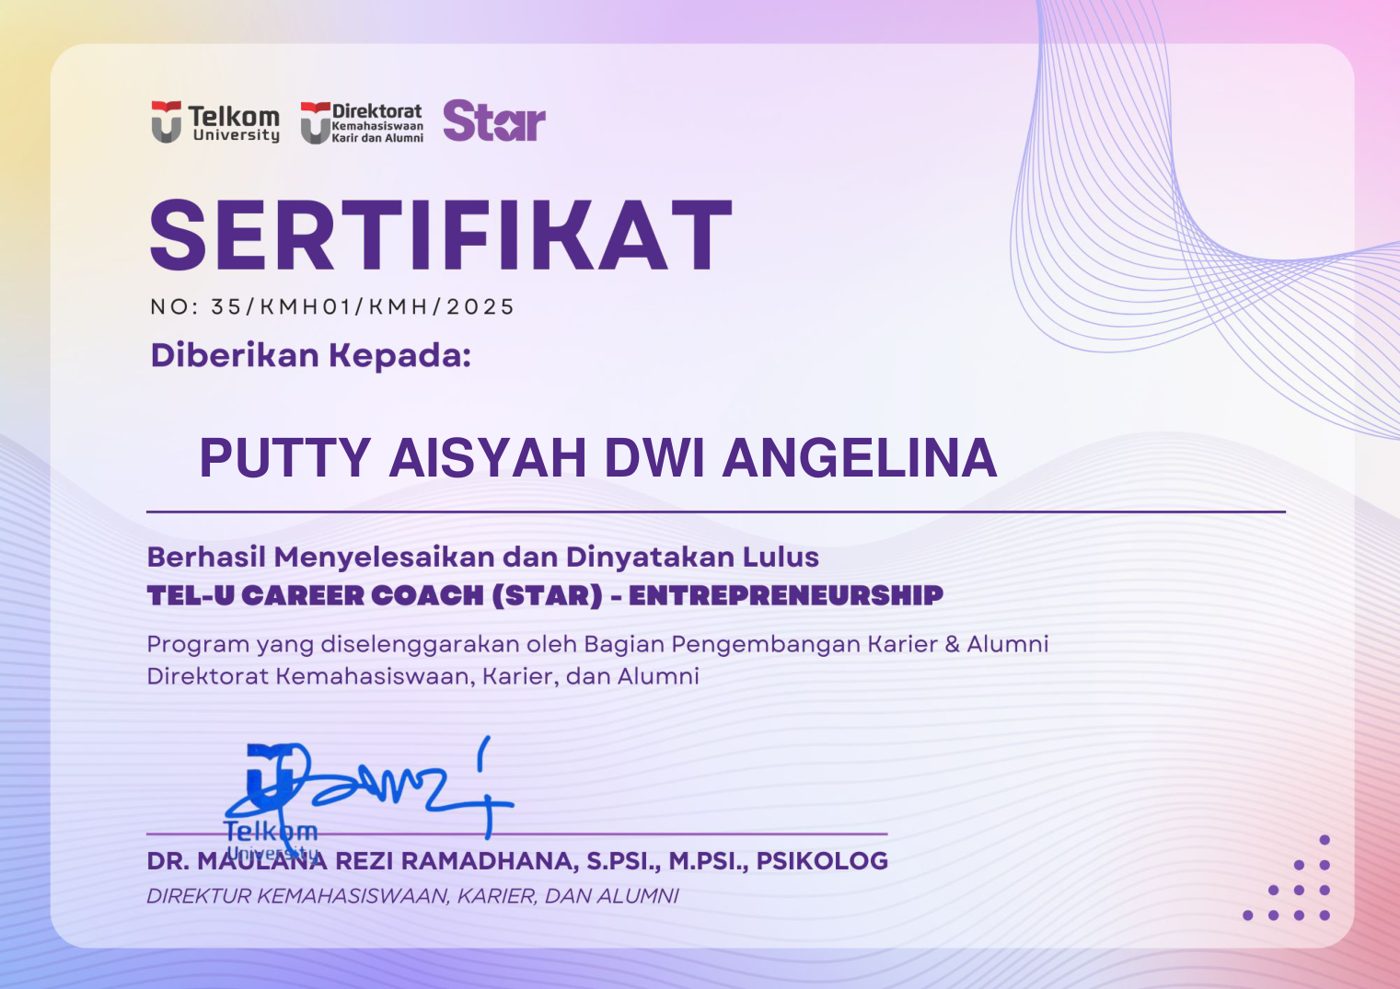 Telkom University
Direktorat Kemahasiswaan Karir dan Alumni
Star
SERTIFIKAT
NO: 35/KMH01/KMH/2025
Diberikan Kepada:
PUTTY AISYAH DWI ANGELINA
Berhasil Menyelesaikan dan Dinyatakan Lulus
TEL-U CAREER COACH (STAR) - ENTREPRENEURSHIP
Program yang diselenggarakan oleh Bagian Pengembangan Karier & Alumni
Direktorat Kemahasiswaan, Karier, dan Alumni
Telkom
University
DR. MAULANA REZI RAMADHANA, S.PSI., M.PSI., PSIKOLOG
DIREKTUR KEMAHASISWAAN, KARIER, DAN ALUMNI